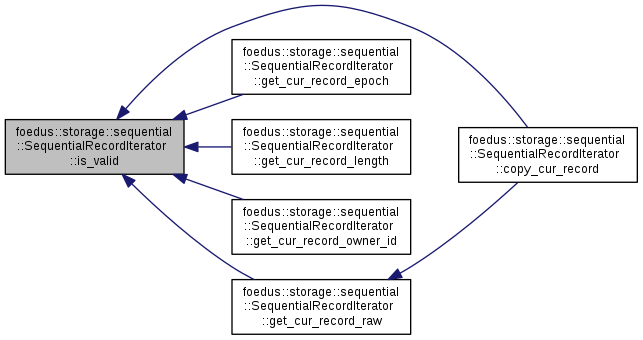 foedus::storage::sequential
::SequentialRecordIterator
::is_valid
foedus::storage::sequential
::SequentialRecordIterator
::get_cur_record_epoch
foedus::storage::sequential
::SequentialRecordIterator
::get_cur_record_length
foedus::storage::sequential
::SequentialRecordIterator
::get_cur_record_owner_id
foedus::storage::sequential
::SequentialRecordIterator
::get_cur_record_raw
foedus::storage::sequential
::SequentialRecordIterator
::copy_cur_record